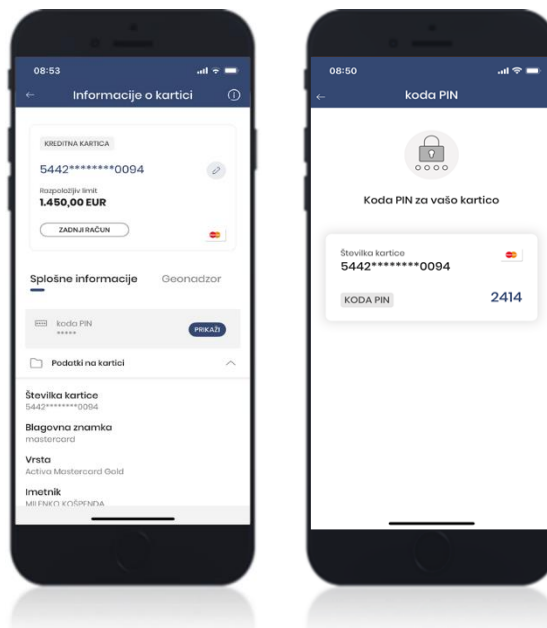 08:53
Informacije o kartici
KREDITNA KARTICA
5442********0094
Razpoložljiv limit
1.450,00 EUR
ZADNJI RAČUN
Splošne informacije Geonadzor
koda PIN
*****
PRIKAŽI
Podatki na kartici
Številka kartice
5442********0094
Blagovna znamka
mastercard
Vrsta
Activa Mastercard Gold
Imetnik
MILENKO KOŠPENDA
08:50
koda PIN
Koda PIN za vašo kartico
Številka kartice
5442********0094
KODA PIN 2414